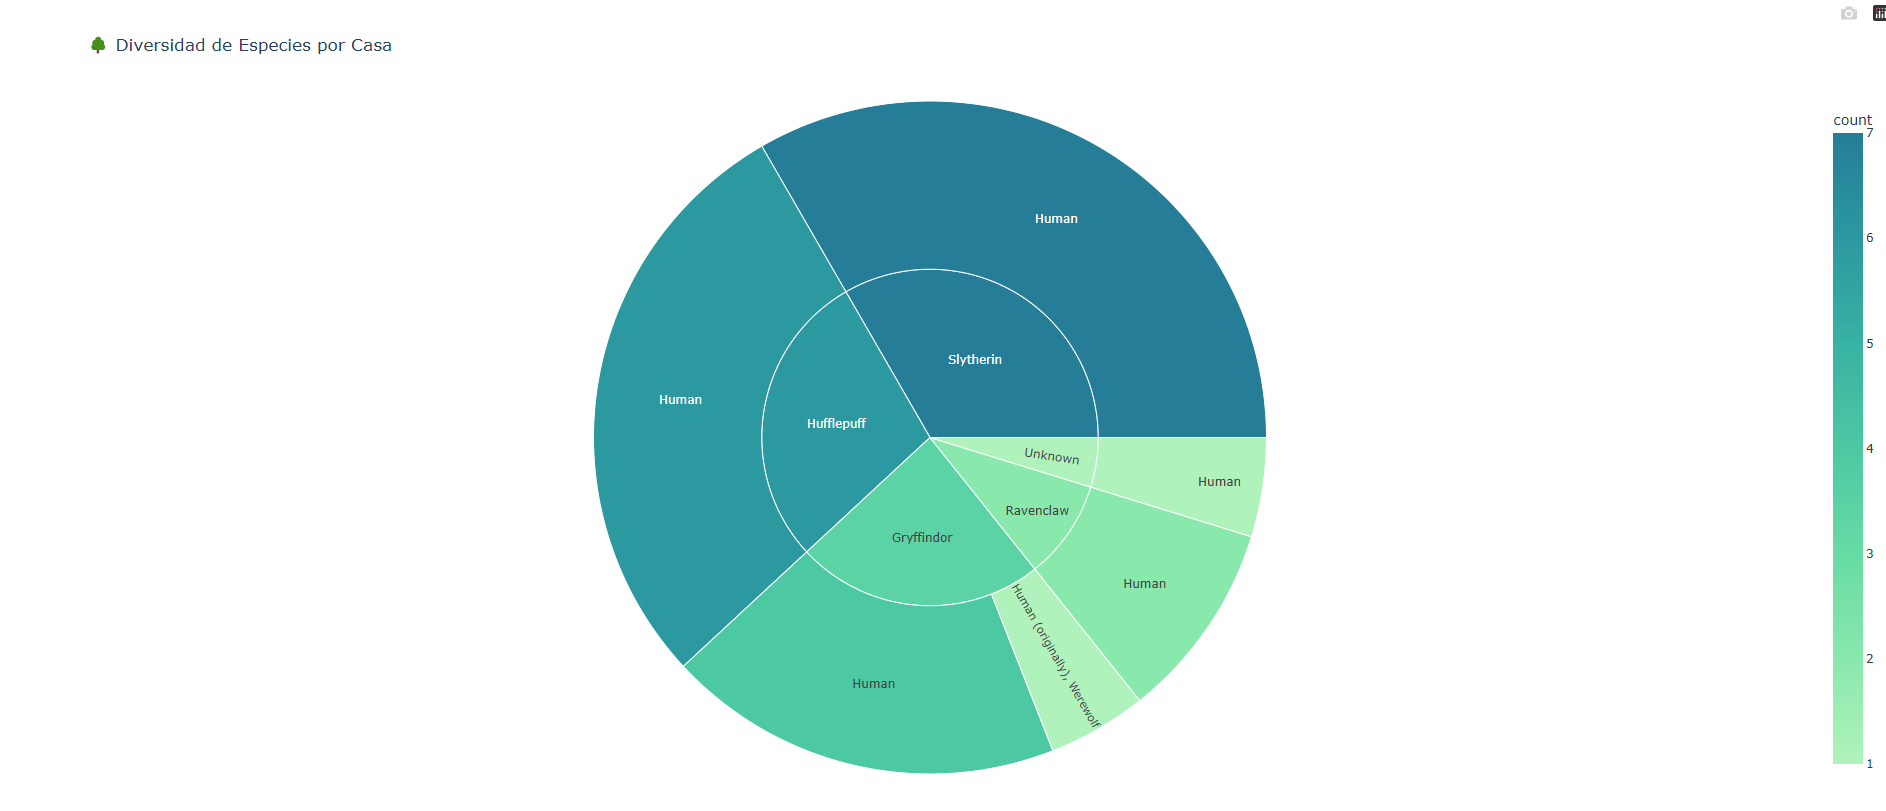 Diversidad de Especies por Casa
count
7
6
5
4
3
2
1
Human
Slytherin
Human
Hufflepuff
Unknown
Human
Ravenclaw
Human
Gryffindor
Human
Human (originally), Werewolf